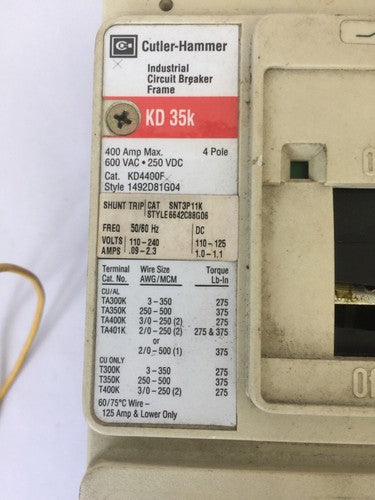 Cutler-Hammer
Industrial
Circuit Breaker
Frame
KD 35k
400 Amp Max. 4 Pole
600 VAC • 250 VDC
Cat. KD4400F
Style 1492D81G04
SHUNT TRIP CAT SNT3P11K
STYLE 6642C88G06
FREQ 50/60 Hz DC
VOLTS 110-240 110-125
AMPS .09-2.3 1.0-1.1
Terminal Wire Size Torque
Cat. No. AWG/MCM Lb-In
CU/AL
TA300K 3-350 275
TA350K 250-500 375
TA400K 3/0-250 (2) 275
TA401K 2/0-250 (2) 275 & 375
or
2/0-500 (1) 375
CU ONLY
T300K 3-350 275
T350K 250-500 375
T400K 3/0-250 (2) 275
60/75°C Wire –
125 Amp & Lower Only